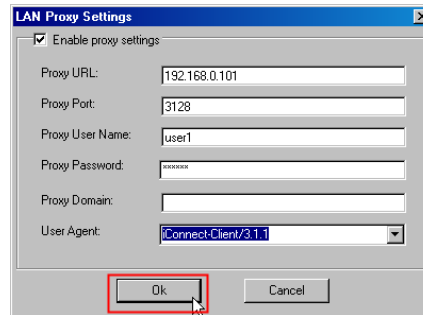 LAN Proxy Settings
Enable proxy settings
Proxy URL: 192.168.0.101
Proxy Port: 3128
Proxy User Name: user1
Proxy Password: ××××××
Proxy Domain:
User Agent: iConnect-Client/3.1.1
Ok Cancel